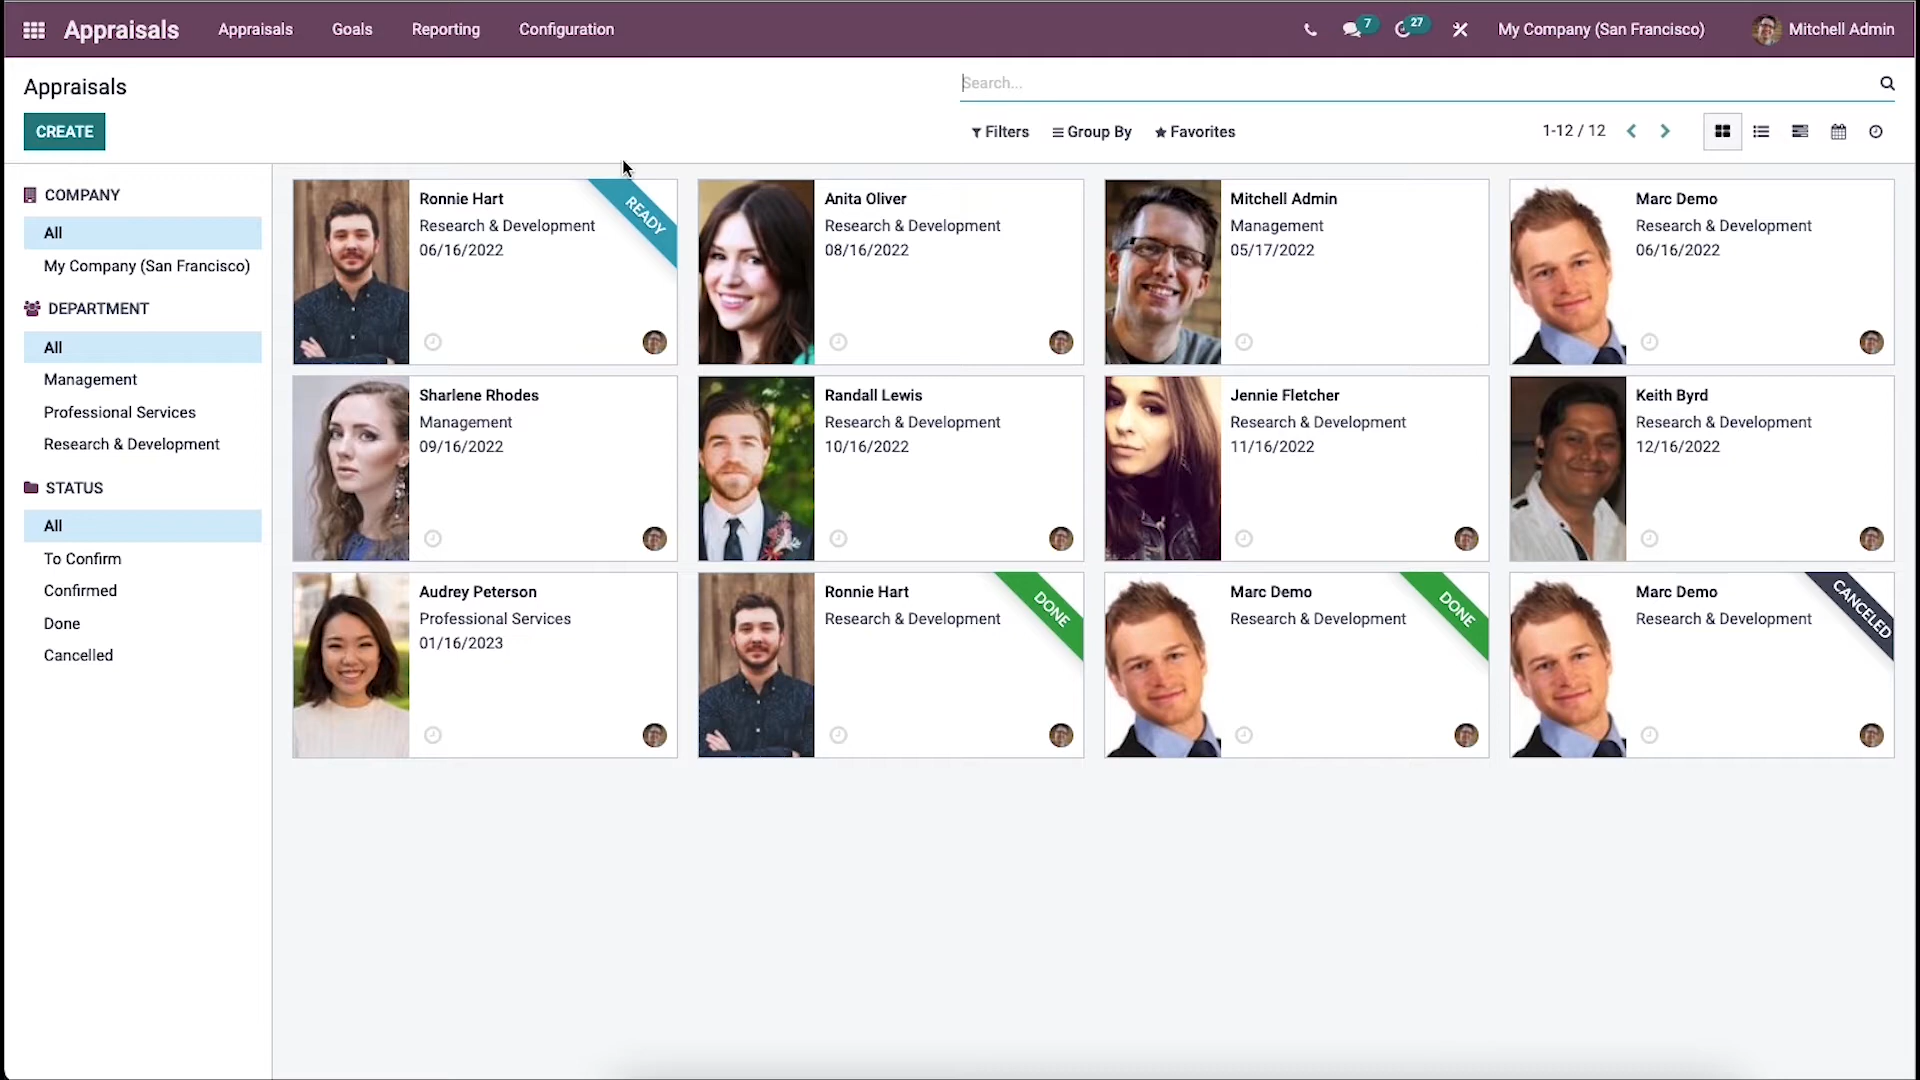 Appraisals Appraisals Goals Reporting Configuration 7 27 My Company (San Francisco) Mitchell Admin
Appraisals
Search...
CREATE
Filters Group By Favorites 1-12 / 12
COMPANY
All
My Company (San Francisco)
DEPARTMENT
All
Management
Professional Services
Research & Development
STATUS
All
To Confirm
Confirmed
Done
Cancelled
Ronnie Hart
Research & Development
06/16/2022
READY
Anita Oliver
Research & Development
08/16/2022
Mitchell Admin
Management
05/17/2022
Marc Demo
Research & Development
06/16/2022
Sharlene Rhodes
Management
09/16/2022
Randall Lewis
Research & Development
10/16/2022
Jennie Fletcher
Research & Development
11/16/2022
Keith Byrd
Research & Development
12/16/2022
Audrey Peterson
Professional Services
01/16/2023
Ronnie Hart
Research & Development
DONE
Marc Demo
Research & Development
DONE
Marc Demo
Research & Development
CANCELED